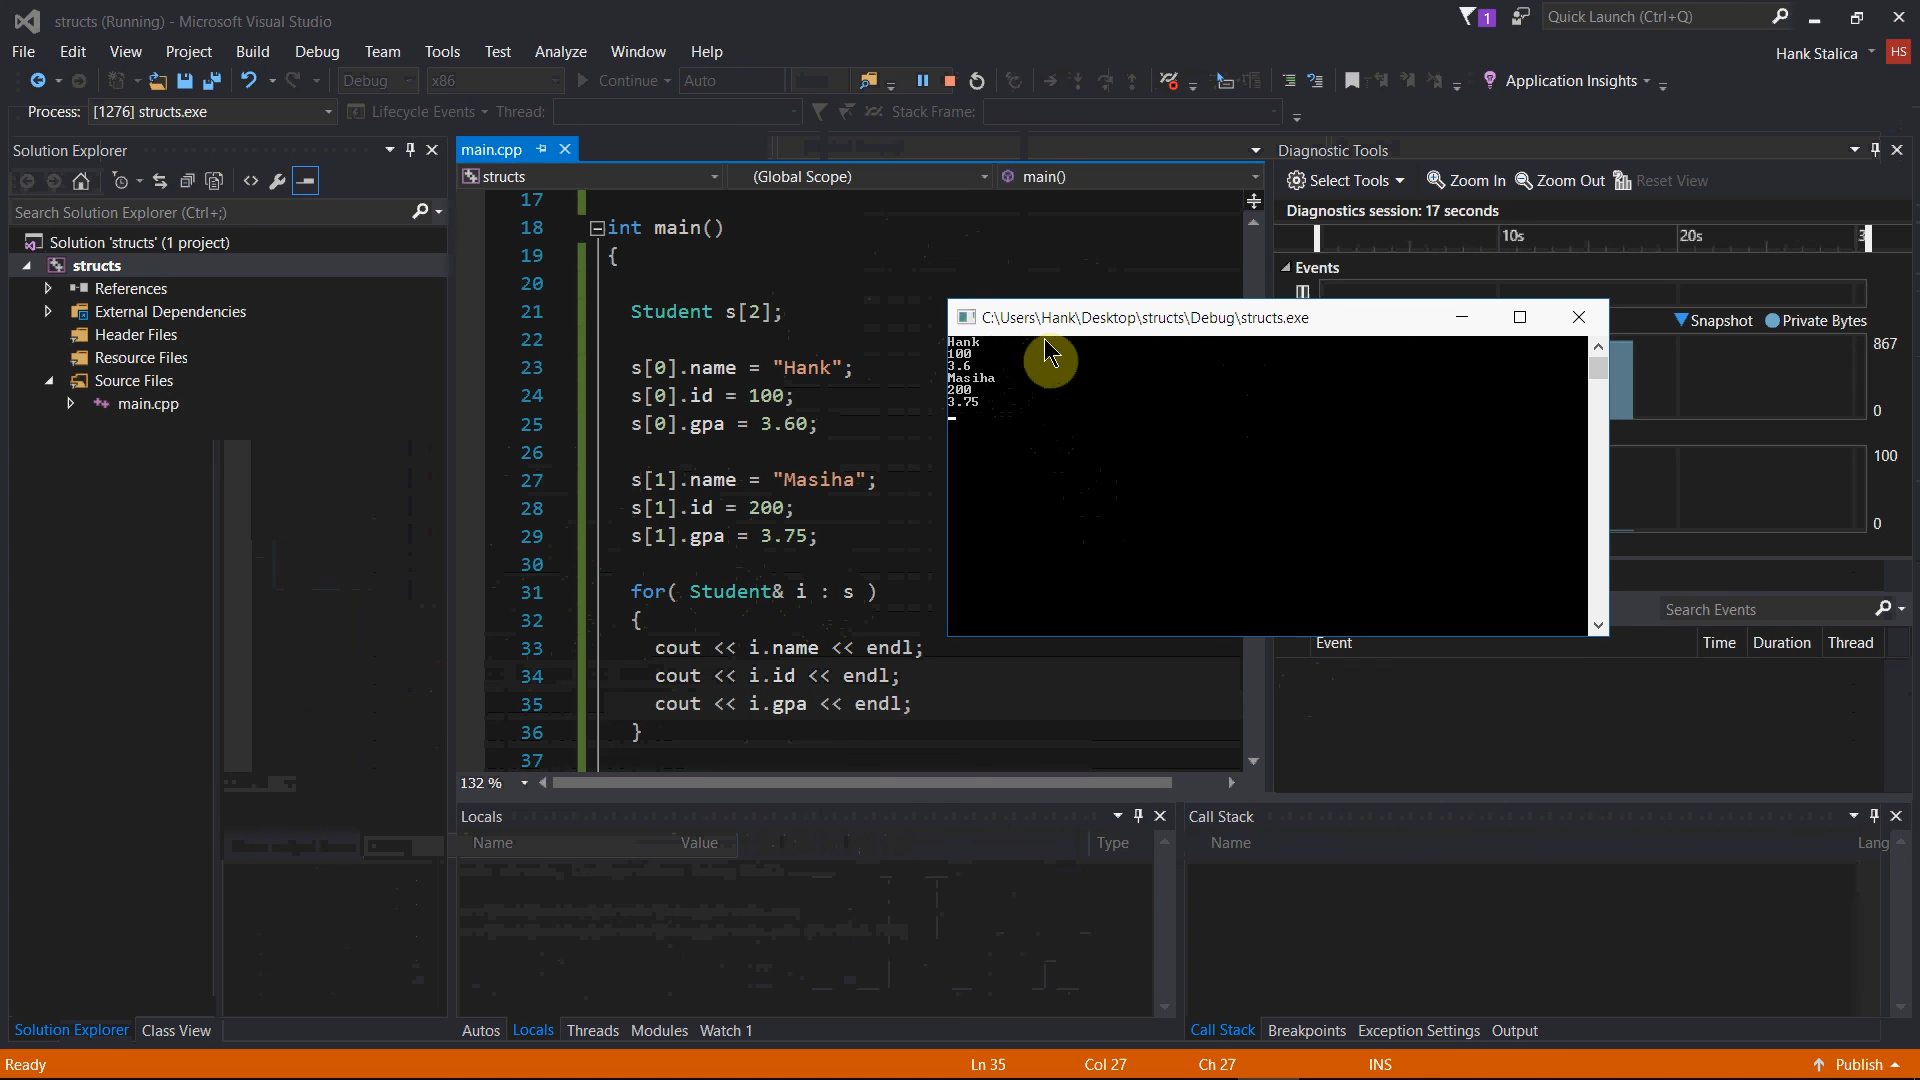 structs (Running) - Microsoft Visual Studio
1
Quick Launch (Ctrl+Q)
File Edit View Project Build Debug Team Tools Test Analyze Window Help
Hank Stalica HS
Debug x86 Continue Auto Application Insights
Process: [1276] structs.exe Lifecycle Events Thread: Stack Frame:
Solution Explorer
Search Solution Explorer (Ctrl+;)
Solution 'structs' (1 project)
structs
References
External Dependencies
Header Files
Resource Files
Source Files
main.cpp
Solution Explorer Class View
main.cpp
structs (Global Scope) main()
17
18 int main()
19 {
20
21 Student s[2];
22
23 s[0].name = "Hank";
24 s[0].id = 100;
25 s[0].gpa = 3.60;
26
27 s[1].name = "Masiha";
28 s[1].id = 200;
29 s[1].gpa = 3.75;
30
31 for( Student& i : s )
32 {
33 cout << i.name << endl;
34 cout << i.id << endl;
35 cout << i.gpa << endl;
36 }
37
132 %
C:\Users\Hank\Desktop\structs\Debug\structs.exe
Hank
100
3.6
Masiha
200
3.75
Diagnostic Tools
Select Tools Zoom In Zoom Out Reset View
Diagnostics session: 17 seconds
10s 20s 3
Events
Snapshot Private Bytes
867
0
100
0
Search Events
Event Time Duration Thread
Locals
Name Value Type
Autos Locals Threads Modules Watch 1
Call Stack
Name Lang
Call Stack Breakpoints Exception Settings Output
Ready Ln 35 Col 27 Ch 27 INS Publish